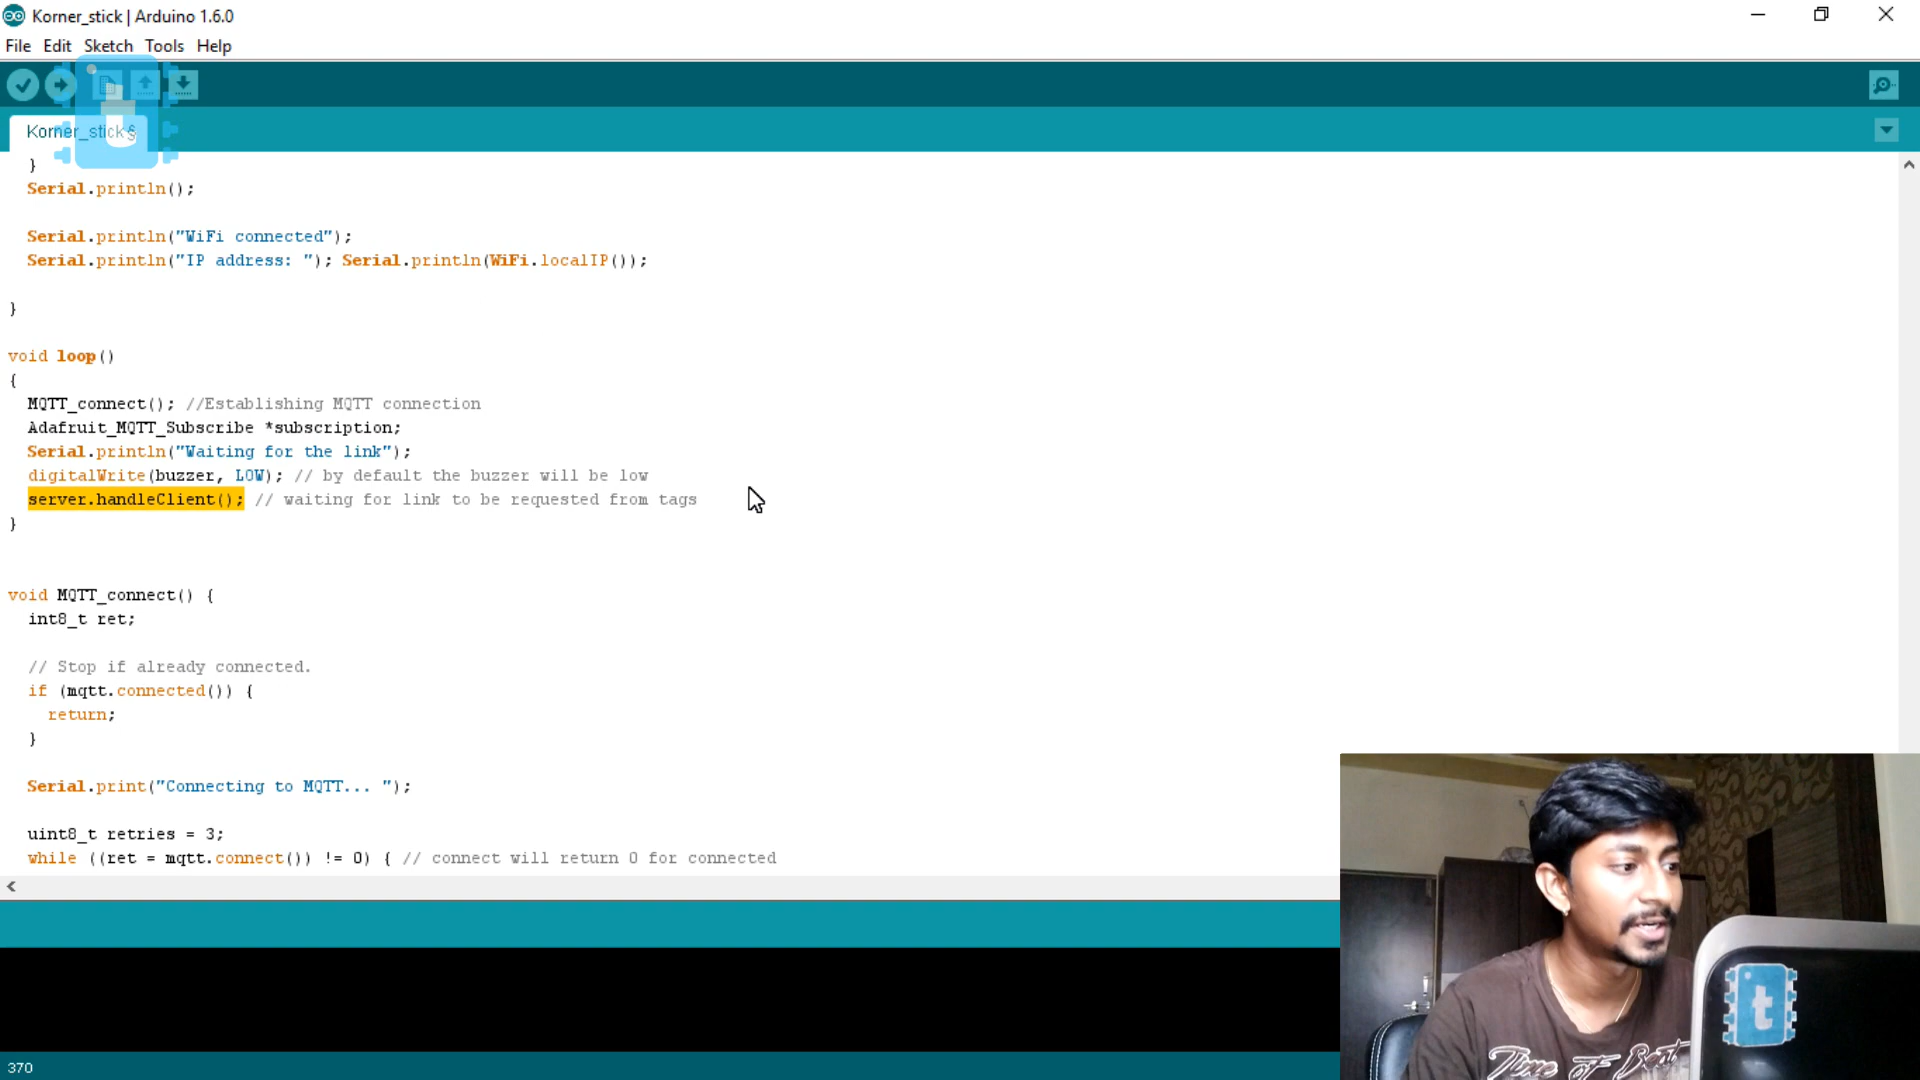 Korner_stick | Arduino 1.6.0
File Edit Sketch Tools Help
Korner_stick§
}
Serial.println();
Serial.println("WiFi connected");
Serial.println("IP address: "); Serial.println(WiFi.localIP());
}
void loop()
{
MQTT_connect(); //Establishing MQTT connection
Adafruit_MQTT_Subscribe *subscription;
Serial.println("Waiting for the link");
digitalWrite(buzzer, LOW); // by default the buzzer will be low
server.handleClient(); // waiting for link to be requested from tags
}
void MQTT_connect() {
int8_t ret;
// Stop if already connected.
if (mqtt.connected()) {
return;
}
Serial.print("Connecting to MQTT... ");
uint8_t retries = 3;
while ((ret = mqtt.connect()) != 0) { // connect will return 0 for connected
370
t
Time of Best